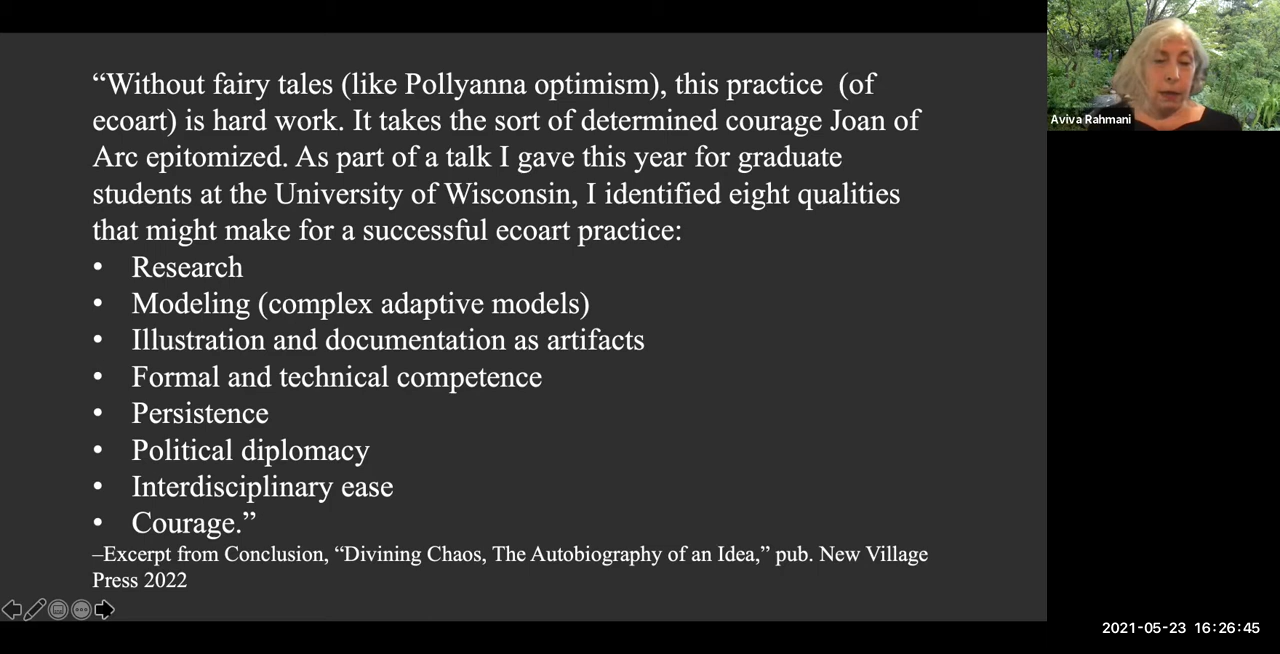 “Without fairy tales (like Pollyanna optimism), this practice  (of
ecoart) is hard work. It takes the sort of determined courage Joan of
Arc epitomized. As part of a talk I gave this year for graduate
students at the University of Wisconsin, I identified eight qualities
that might make for a successful ecoart practice:
• Research
• Modeling (complex adaptive models)
• Illustration and documentation as artifacts
• Formal and technical competence
• Persistence
• Political diplomacy
• Interdisciplinary ease
• Courage.”
–Excerpt from Conclusion, “Divining Chaos, The Autobiography of an Idea,” pub. New Village
Press 2022
Aviva Rahmani
2021-05-23 16:26:45